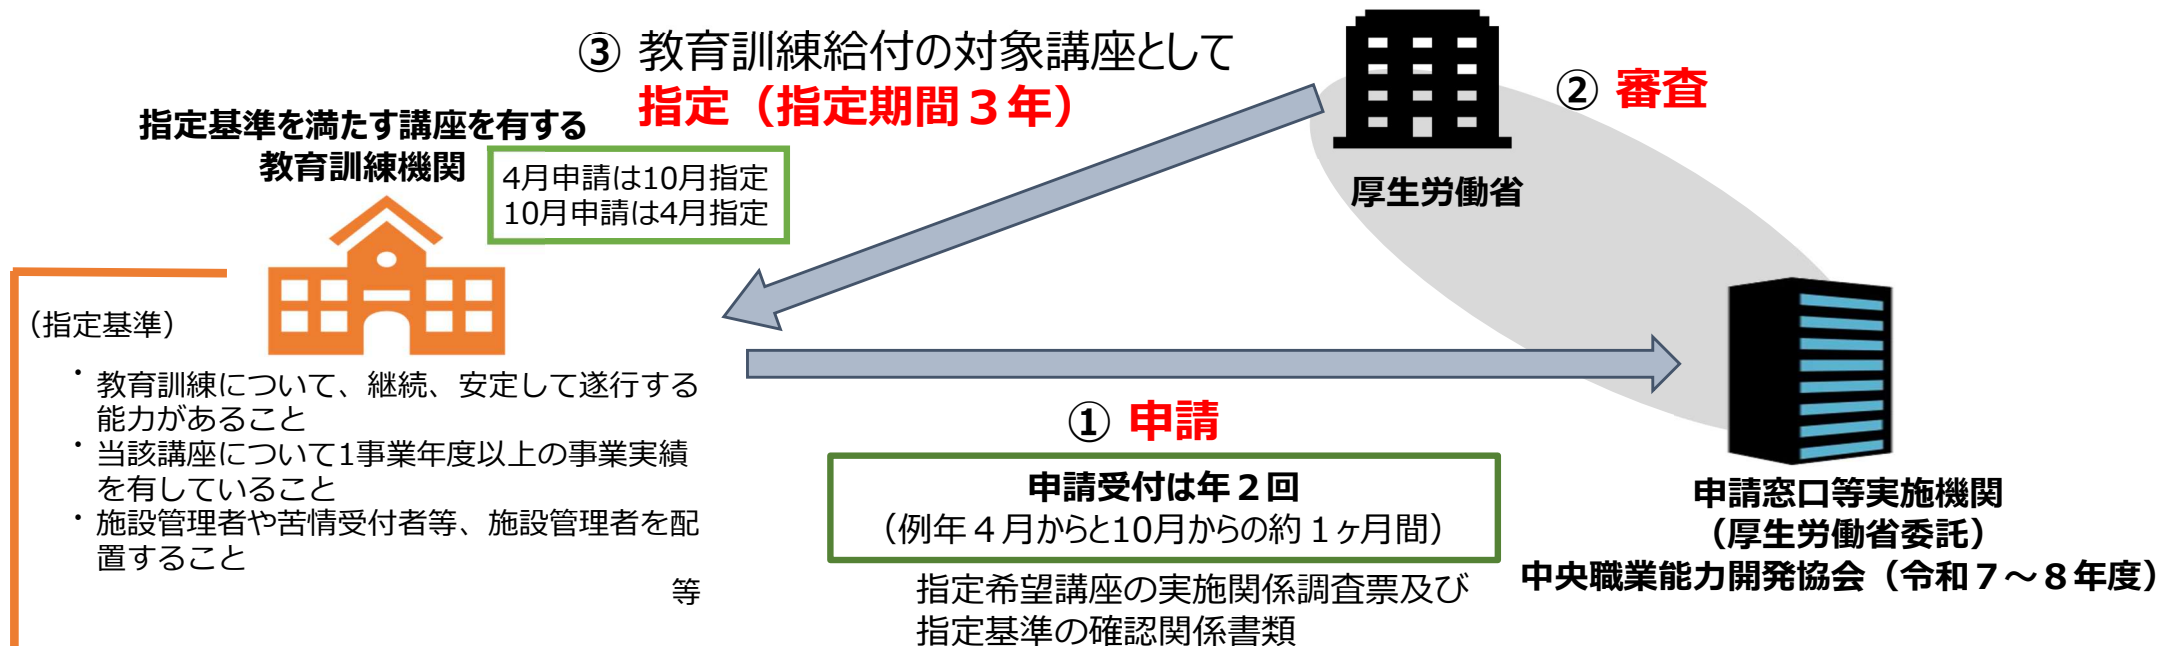 ③ 教育訓練給付の対象講座として
指定（指定期間３年）
② 審査
指定基準を満たす講座を有する
教育訓練機関
4月申請は10月指定
10月申請は4月指定
厚生労働省
（指定基準）
・教育訓練について、継続、安定して遂行する
能力があること
・当該講座について1事業年度以上の事業実績
を有していること
・施設管理者や苦情受付者等、施設管理者を配
置すること
等
① 申請
申請受付は年２回
（例年４月からと10月からの約１ヶ月間）
指定希望講座の実施関係調査票及び
指定基準の確認関係書類
申請窓口等実施機関
（厚生労働省委託）
中央職業能力開発協会（令和７～８年度）